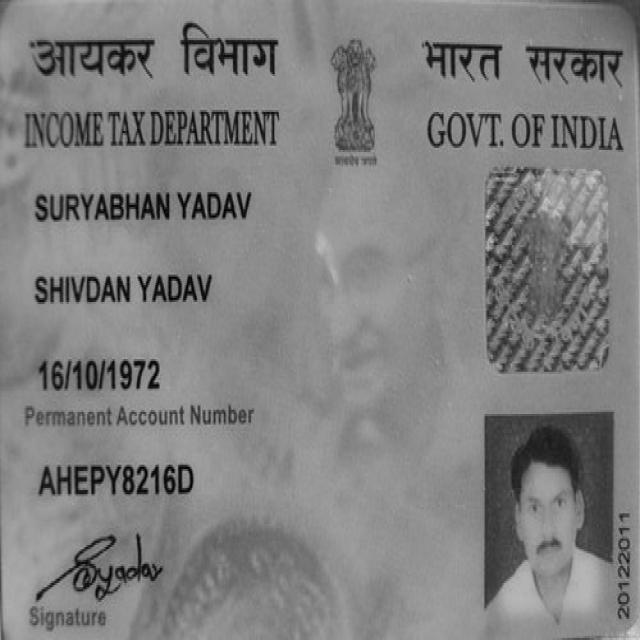 आयकर विभाग
भारत सरकार
INCOME TAX DEPARTMENT
GOVT. OF INDIA
सत्यमेव जयते
SURYABHAN YADAV
SHIVDAN YADAV
16/10/1972
Permanent Account Number
AHEPY8216D
Syadav
Signature
20122011